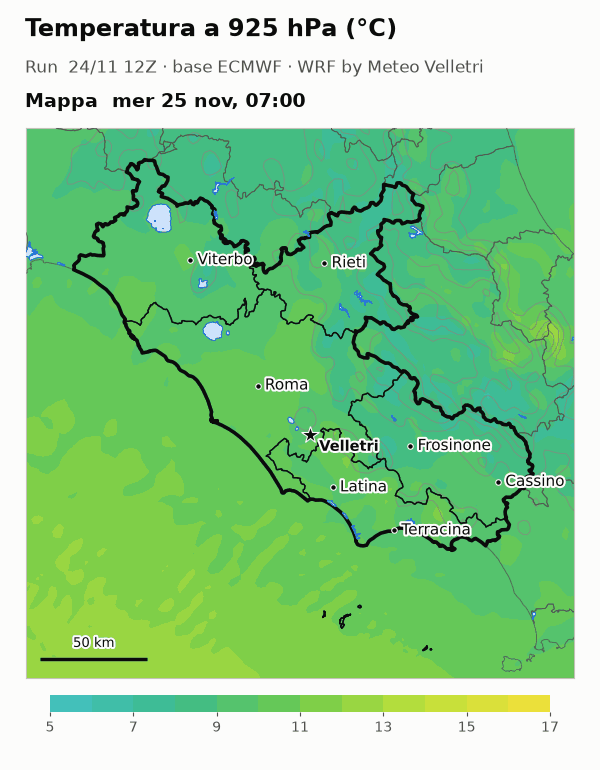 Temperatura a 925 hPa (°C)
Run  24/11 12Z · base ECMWF · WRF by Meteo Velletri
Mappa  mer 25 nov, 07:00
Viterbo
Rieti
Roma
Velletri
Frosinone
Cassino
Latina
Terracina
50 km
5 7 9 11 13 15 17